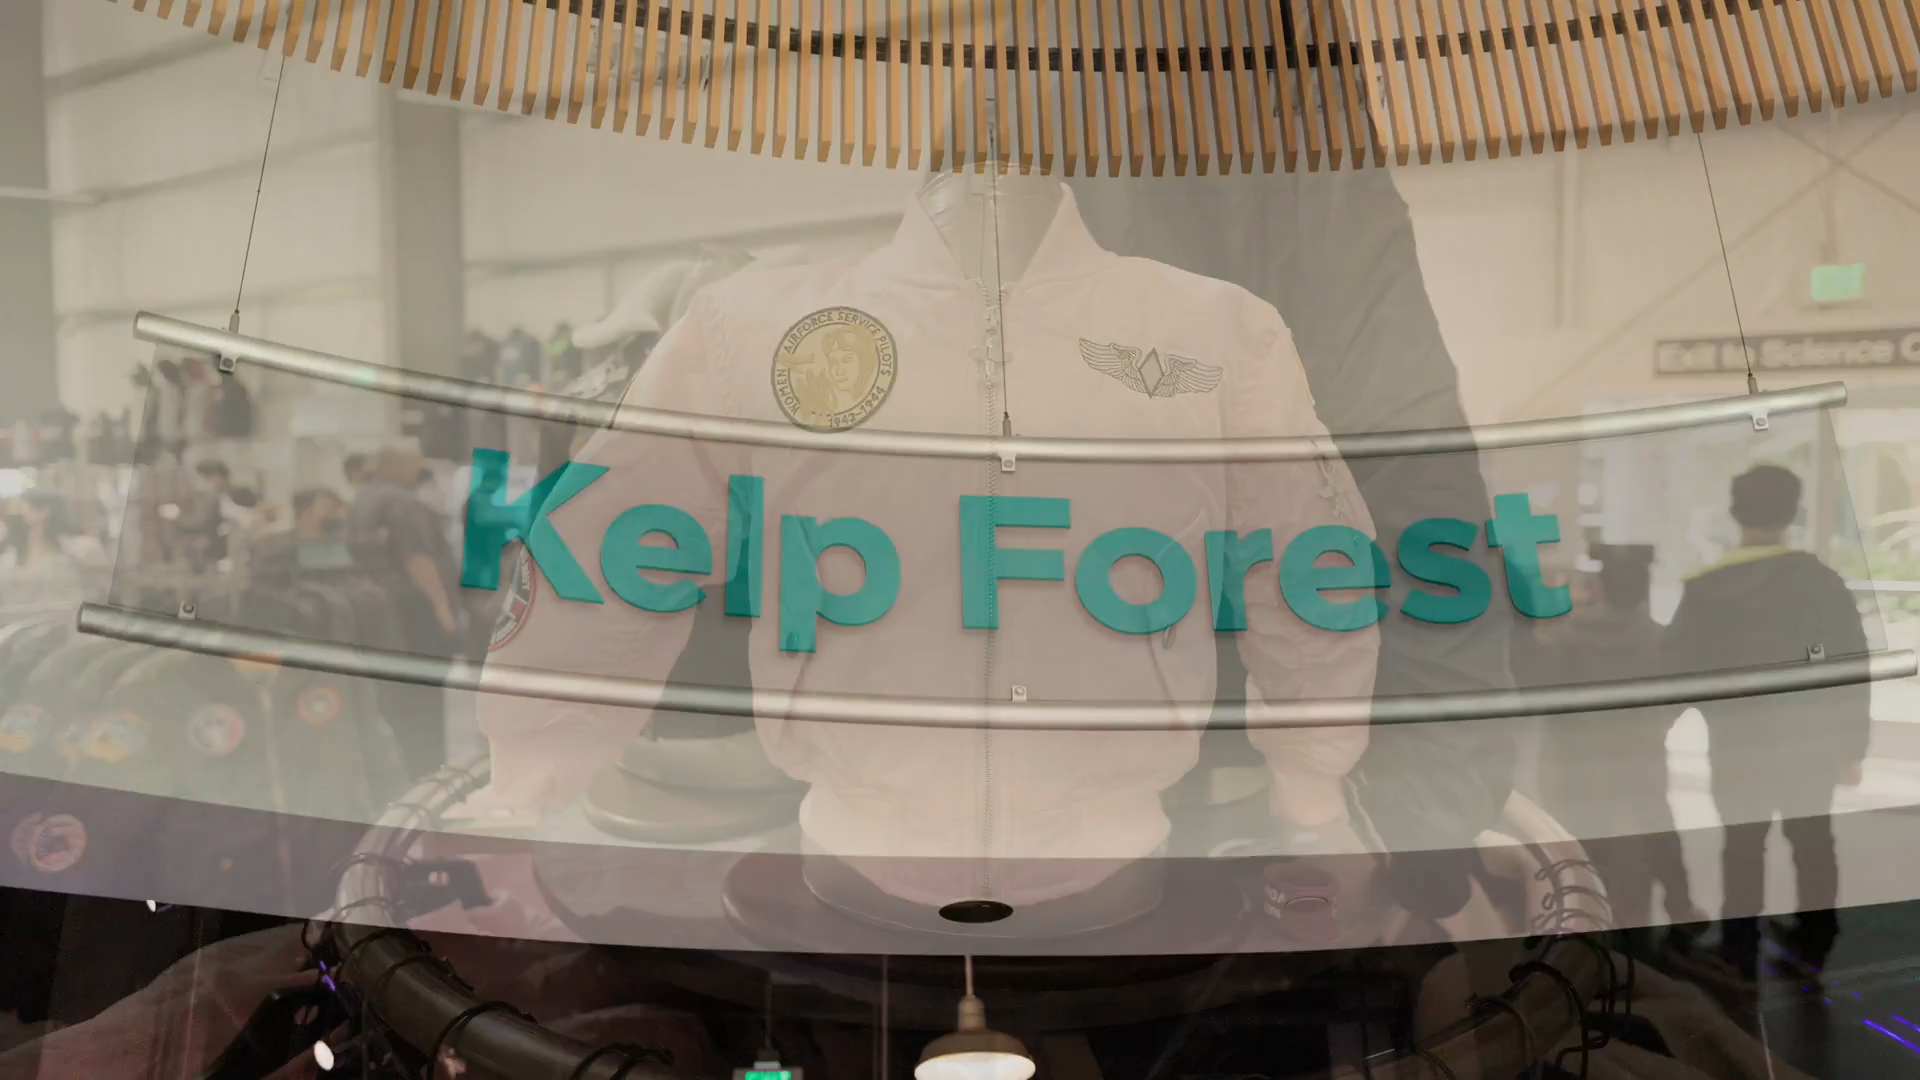 WOMEN AIRFORCE SERVICE PILOTS
1942-1944
Exit to Science C
Kelp Forest